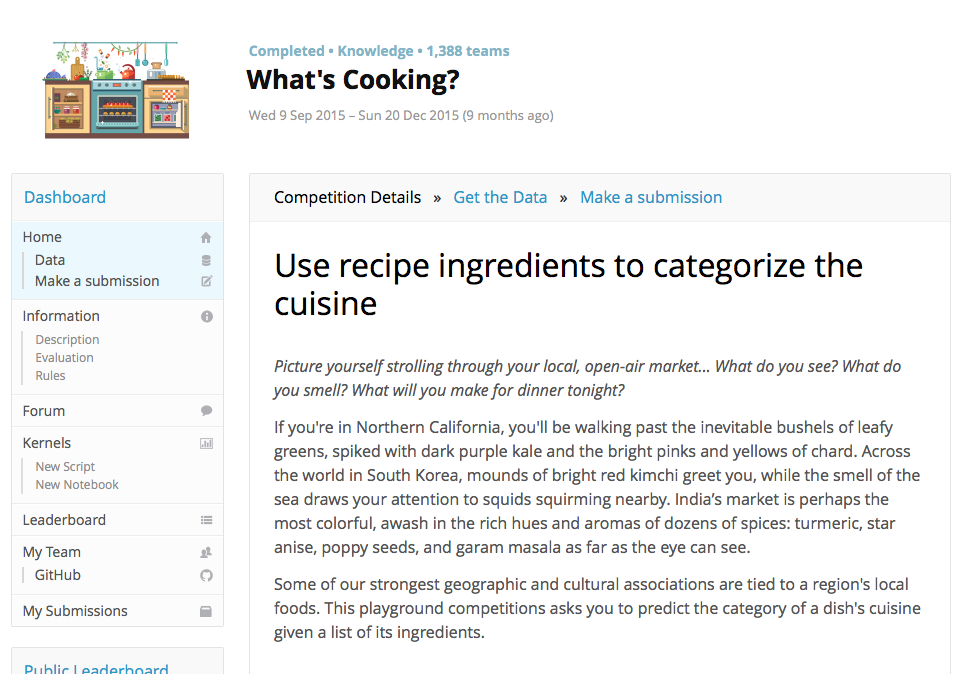 Completed • Knowledge • 1,388 teams
What's Cooking?
Wed 9 Sep 2015 – Sun 20 Dec 2015 (9 months ago)
Dashboard
Home
Data
Make a submission
Information
Description
Evaluation
Rules
Forum
Kernels
New Script
New Notebook
Leaderboard
My Team
GitHub
My Submissions
Public Leaderboard
Competition Details » Get the Data » Make a submission
Use recipe ingredients to categorize the
cuisine
Picture yourself strolling through your local, open-air market... What do you see? What do
you smell? What will you make for dinner tonight?
If you're in Northern California, you'll be walking past the inevitable bushels of leafy
greens, spiked with dark purple kale and the bright pinks and yellows of chard. Across
the world in South Korea, mounds of bright red kimchi greet you, while the smell of the
sea draws your attention to squids squirming nearby. India’s market is perhaps the
most colorful, awash in the rich hues and aromas of dozens of spices: turmeric, star
anise, poppy seeds, and garam masala as far as the eye can see.
Some of our strongest geographic and cultural associations are tied to a region's local
foods. This playground competitions asks you to predict the category of a dish's cuisine
given a list of its ingredients.